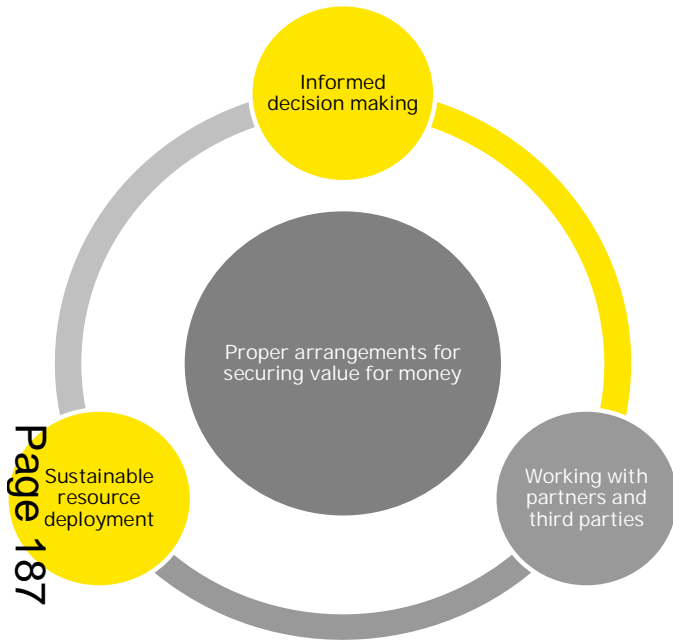 Informed
decision making
Proper arrangements for
securing value for money
Sustainable
resource
deployment
Working with
partners and
third parties
Page 187